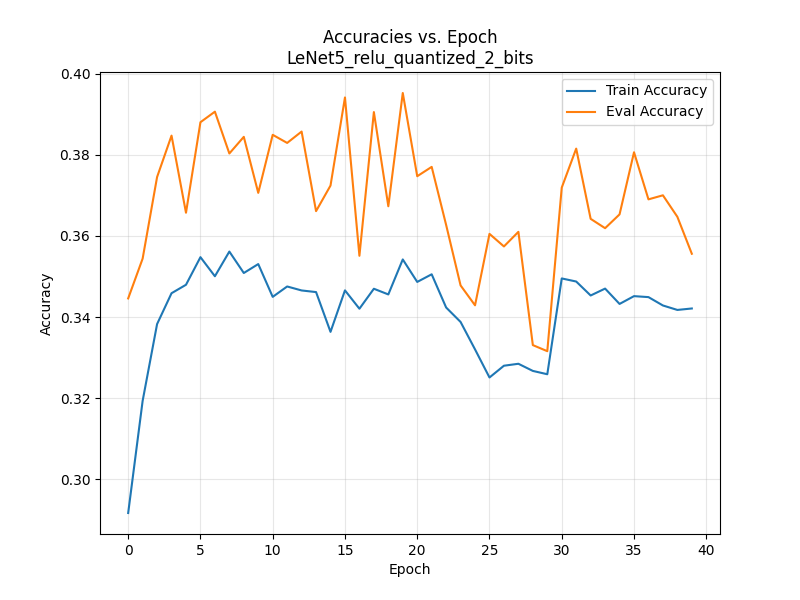 Accuracies vs. Epoch
LeNet5_relu_quantized_2_bits
Train Accuracy
Eval Accuracy
0.40
0.38
0.36
0.34
0.32
0.30
Accuracy
0 5 10 15 20 25 30 35 40
Epoch